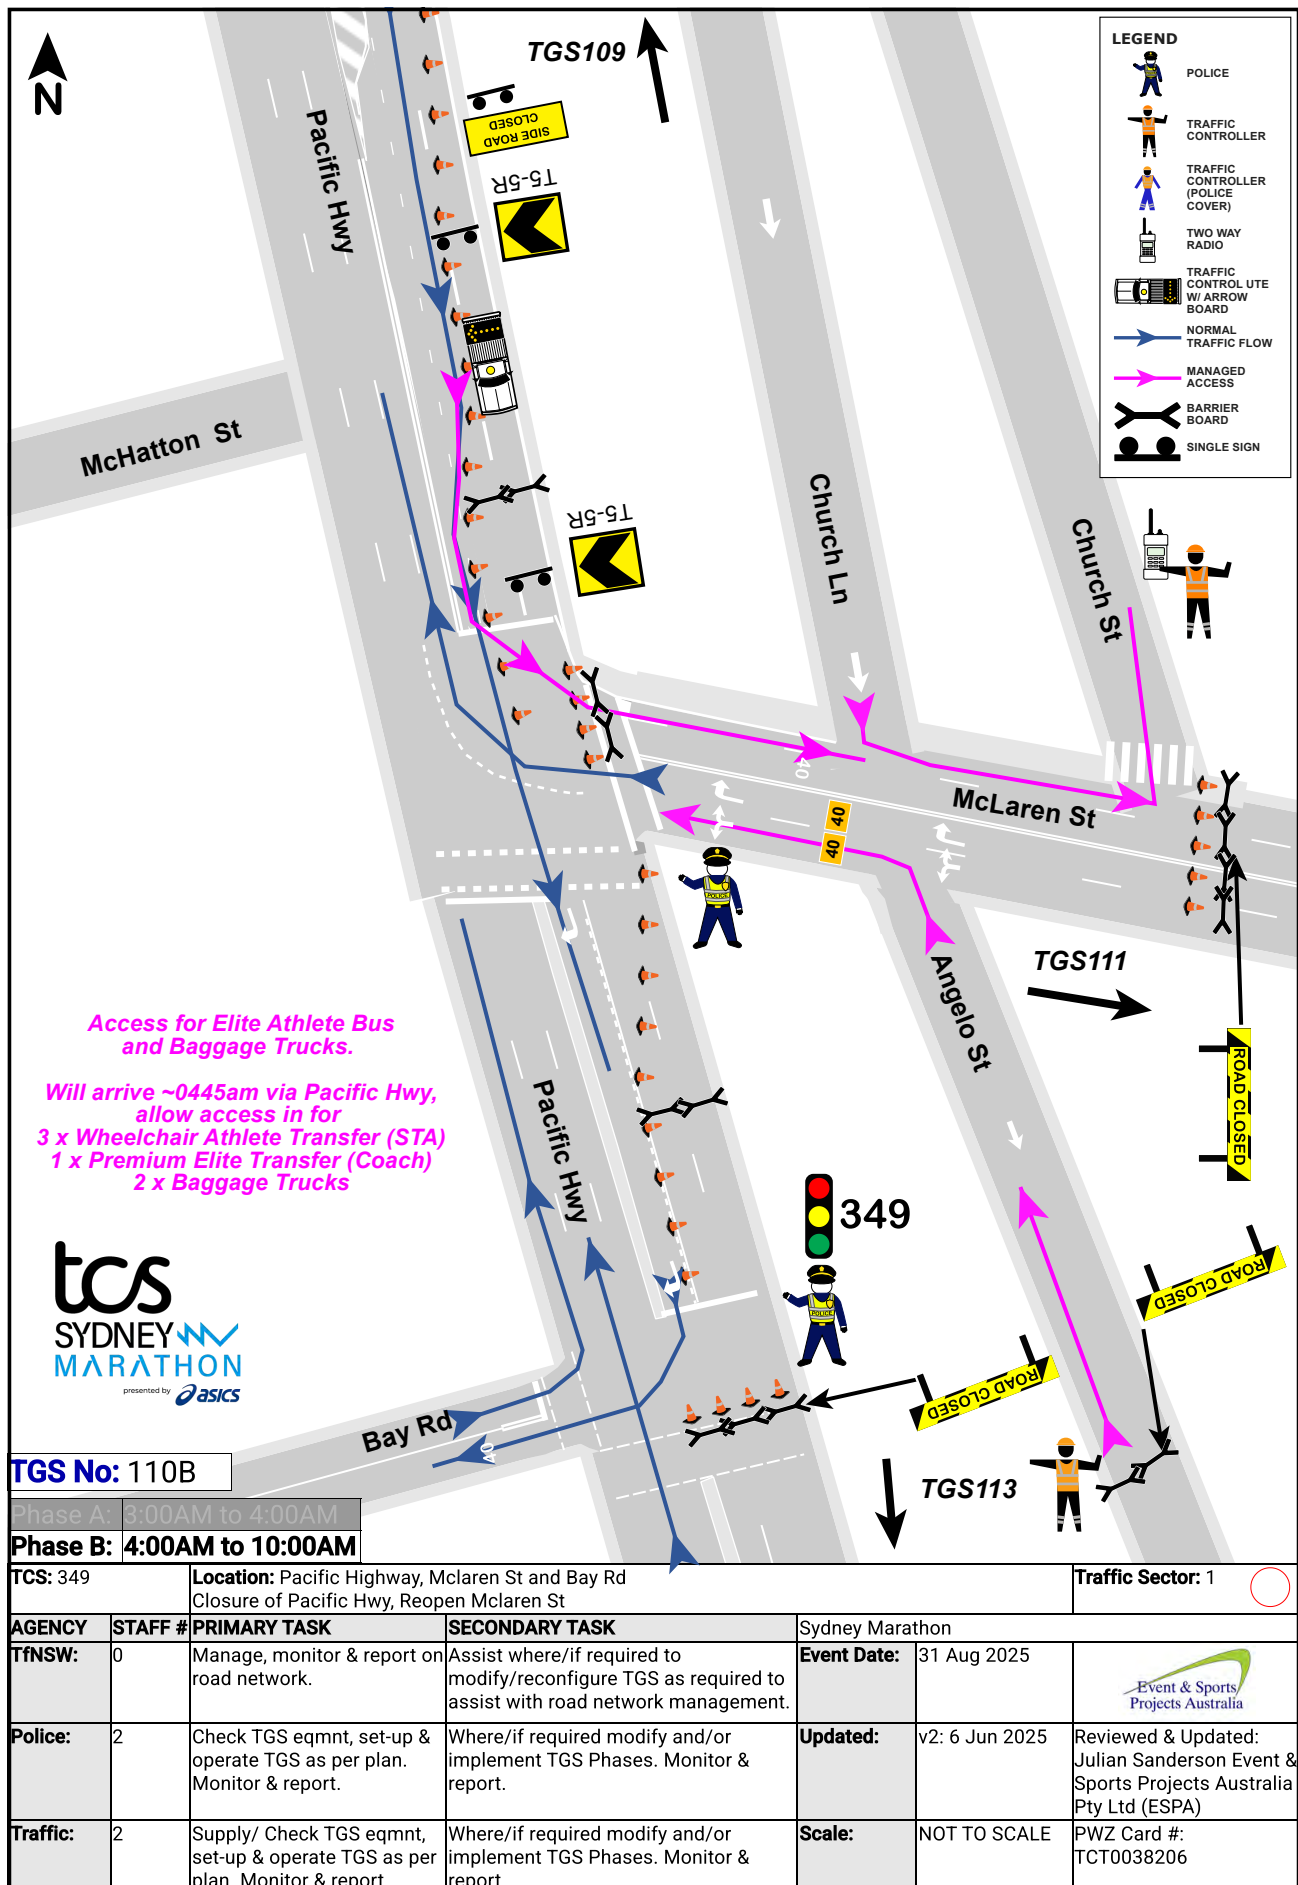 TGS109
N
LEGEND
POLICE
TRAFFIC
CONTROLLER
TRAFFIC
CONTROLLER
(POLICE
COVER)
TWO WAY
RADIO
TRAFFIC
CONTROL UTE
W/ ARROW
BOARD
NORMAL
TRAFFIC FLOW
MANAGED
ACCESS
BARRIER
BOARD
SINGLE SIGN
SIDE ROAD
CLOSED
T5-5R
Pacific Hwy
McHatton St
T5-5R
Church Ln
Church St
40
McLaren St
40
40
POLICE
TGS111
Angelo St
ROAD CLOSED
Access for Elite Athlete Bus
and Baggage Trucks.
Will arrive ~0445am via Pacific Hwy,
allow access in for
3 x Wheelchair Athlete Transfer (STA)
1 x Premium Elite Transfer (Coach)
2 x Baggage Trucks
Pacific Hwy
349
POLICE
ROAD CLOSED
ROAD CLOSED
tcs
SYDNEY
MARATHON
presented by asics
Bay Rd
40
TGS113
TGS No: 110B
Phase A: 3:00AM to 4:00AM
Phase B: 4:00AM to 10:00AM
TCS: 349
Location: Pacific Highway, Mclaren St and Bay Rd
Closure of Pacific Hwy, Reopen Mclaren St
Traffic Sector: 1
AGENCY STAFF # PRIMARY TASK SECONDARY TASK Sydney Marathon
TfNSW: 0
Manage, monitor & report on
road network.
Assist where/if required to
modify/reconfigure TGS as required to
assist with road network management.
Event Date: 31 Aug 2025
Event & Sports
Projects Australia
Police: 2
Check TGS eqmnt, set-up &
operate TGS as per plan.
Monitor & report.
Where/if required modify and/or
implement TGS Phases. Monitor &
report.
Updated: v2: 6 Jun 2025
Reviewed & Updated:
Julian Sanderson Event &
Sports Projects Australia
Pty Ltd (ESPA)
Traffic: 2
Supply/ Check TGS eqmnt,
set-up & operate TGS as per
plan. Monitor & report
Where/if required modify and/or
implement TGS Phases. Monitor &
report
Scale: NOT TO SCALE
PWZ Card #:
TCT0038206